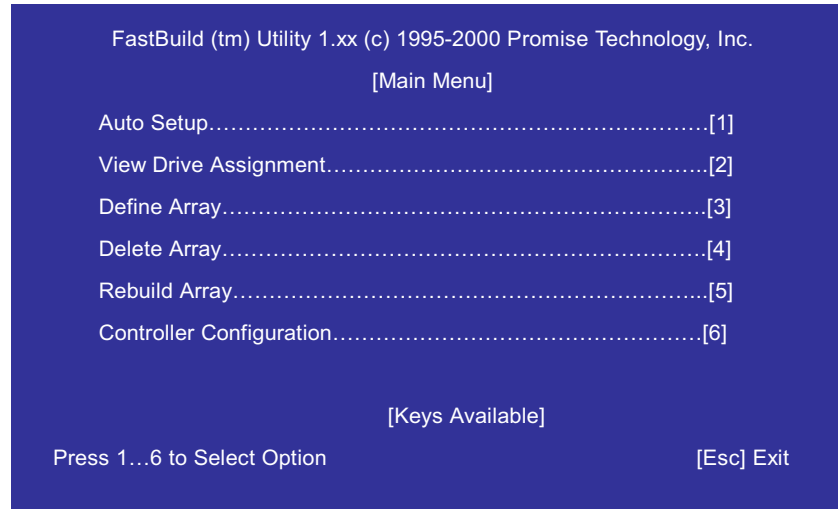 FastBuild (tm) Utility 1.xx (c) 1995-2000 Promise Technology, Inc.
[Main Menu]
Auto Setup……………………………………………………………[1]
View Drive Assignment……………………………………………..[2]
Define Array………………………………………………………….[3]
Delete Array………………………………………………………….[4]
Rebuild Array………………………………………………………...[5]
Controller Configuration……………………………………………[6]
[Keys Available]
Press 1…6 to Select Option [Esc] Exit